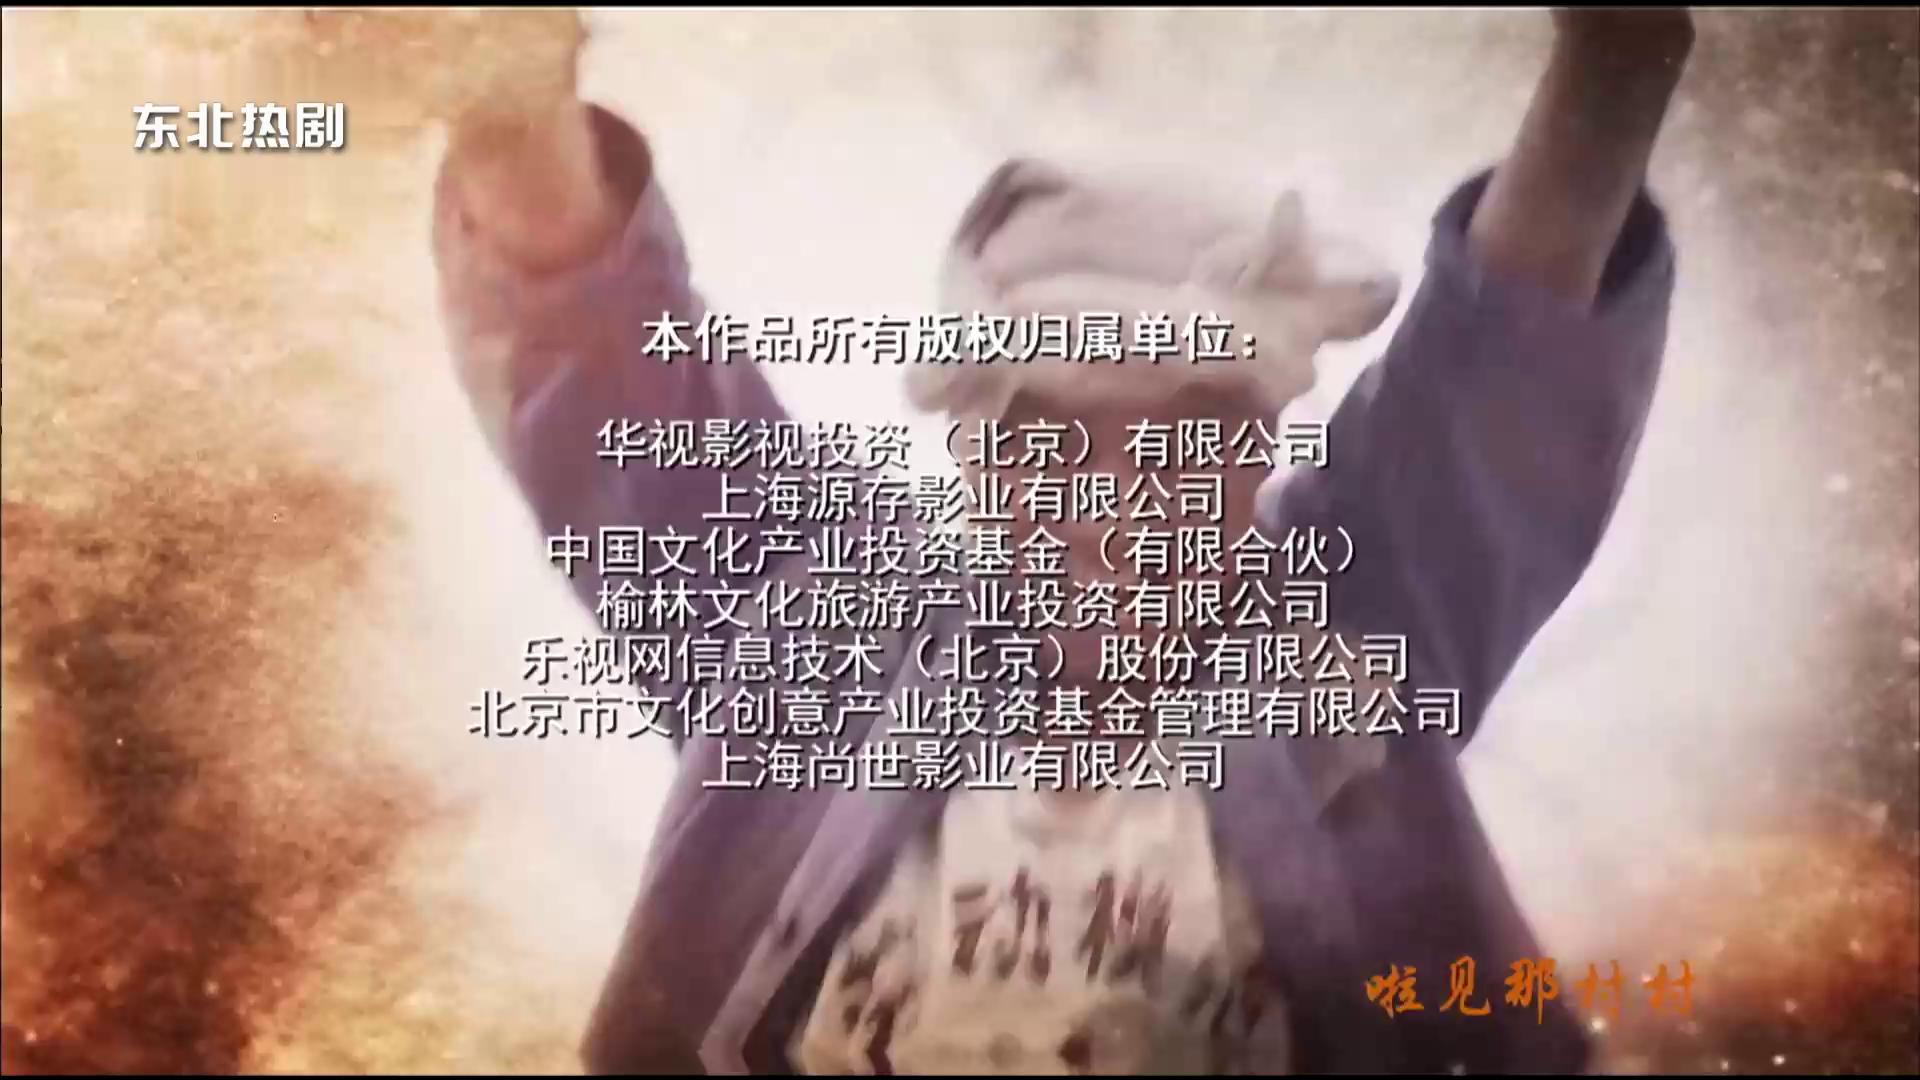 东北热剧
本作品所有版权归属单位：
华视影视投资（北京）有限公司
上海源存影业有限公司
中国文化产业投资基金（有限合伙）
榆林文化旅游产业投资有限公司
乐视网信息技术（北京）股份有限公司
北京市文化创意产业投资基金管理有限公司
上海尚世影业有限公司
动
啦见那村村